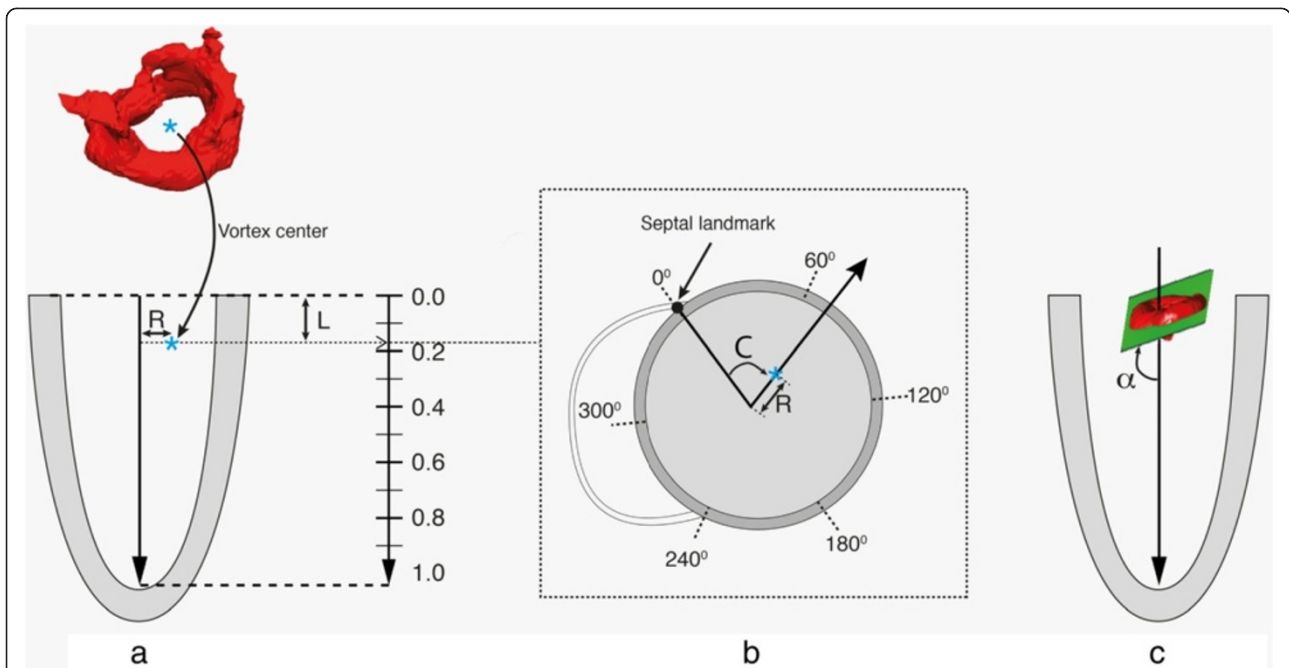 Vortex center
R
L
0.0
0.2
0.4
0.6
0.8
1.0
a
Septal landmark
0⁰
60⁰
C
R
120⁰
300⁰
180⁰
240⁰
b
α
c